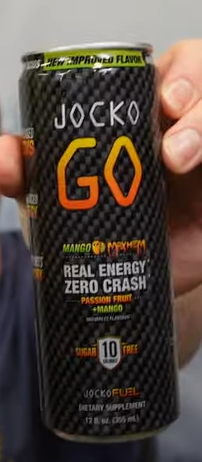 NEW IMPROVED FLAVOR
JOCKO
GO
MANGO MAYHEM
REAL ENERGY
ZERO CRASH
PASSION FRUIT
+MANGO
SUGAR 10 FREE
JOCKOFUEL
DIETARY SUPPLEMENT
12 fl. oz. (355 mL)